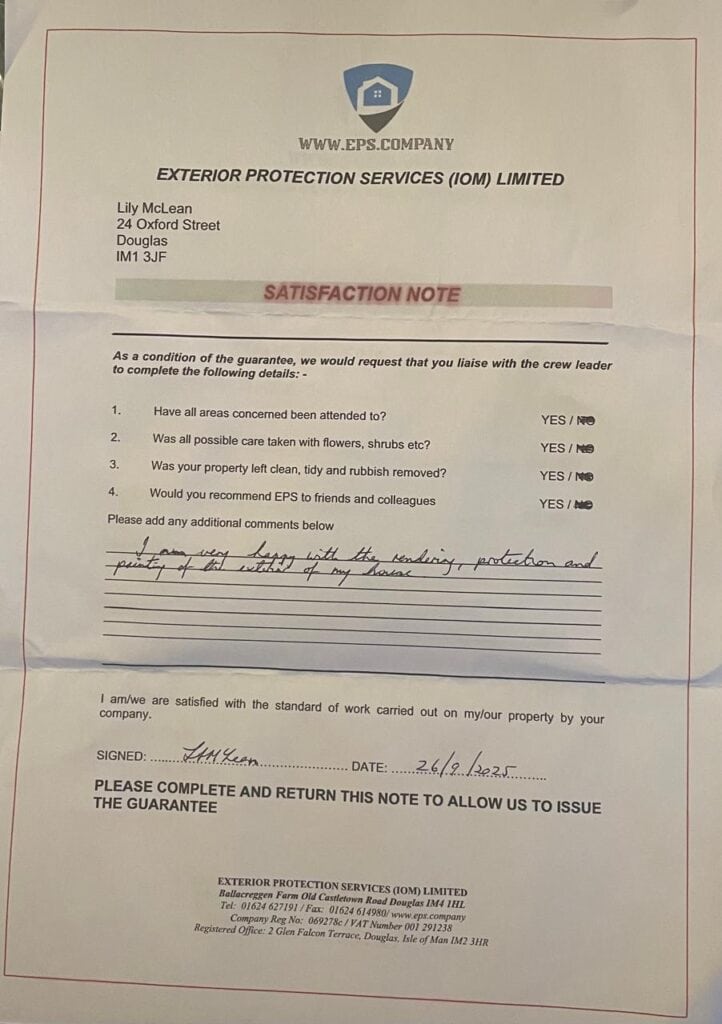 WWW.EPS.COMPANY
EXTERIOR PROTECTION SERVICES (IOM) LIMITED
Lily McLean
24 Oxford Street
Douglas
IM1 3JF
SATISFACTION NOTE
As a condition of the guarantee, we would request that you liaise with the crew leader
to complete the following details: -
1. Have all areas concerned been attended to? YES / NO
2. Was all possible care taken with flowers, shrubs etc? YES / NO
3. Was your property left clean, tidy and rubbish removed? YES / NO
4. Would you recommend EPS to friends and colleagues YES / NO
Please add any additional comments below
I am very happy with the rendering, protection and
painting of the exterior of my house
I am/we are satisfied with the standard of work carried out on my/our property by your
company.
SIGNED: LAMcLean DATE: 26/9/2025
PLEASE COMPLETE AND RETURN THIS NOTE TO ALLOW US TO ISSUE
THE GUARANTEE
EXTERIOR PROTECTION SERVICES (IOM) LIMITED
Ballacreggen Farm Old Castletown Road Douglas IM4 1HL
Tel: 01624 627191 / Fax: 01624 614980/ www.eps.company
Company Reg No: 069278c / VAT Number 001 291238
Registered Office: 2 Glen Falcon Terrace, Douglas, Isle of Man IM2 3HR